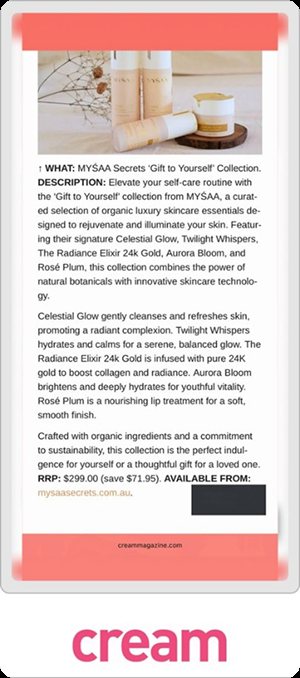 ↑ WHAT: MYŚAA Secrets ‘Gift to Yourself’ Collection.
DESCRIPTION: Elevate your self-care routine with
the ‘Gift to Yourself’ collection from MYŚAA, a curat-
ed selection of organic luxury skincare essentials de-
signed to rejuvenate and illuminate your skin. Featur-
ing their signature Celestial Glow, Twilight Whispers,
The Radiance Elixir 24k Gold, Aurora Bloom, and
Rosé Plum, this collection combines the power of
natural botanicals with innovative skincare technolo-
gy.
Celestial Glow gently cleanses and refreshes skin,
promoting a radiant complexion. Twilight Whispers
hydrates and calms for a serene, balanced glow. The
Radiance Elixir 24k Gold is infused with pure 24K
gold to boost collagen and radiance. Aurora Bloom
brightens and deeply hydrates for youthful vitality.
Rosé Plum is a nourishing lip treatment for a soft,
smooth finish.
Crafted with organic ingredients and a commitment
to sustainability, this collection is the perfect indul-
gence for yourself or a thoughtful gift for a loved one.
RRP: $299.00 (save $71.95). AVAILABLE FROM:
mysaasecrets.com.au.
creammagazine.com
cream